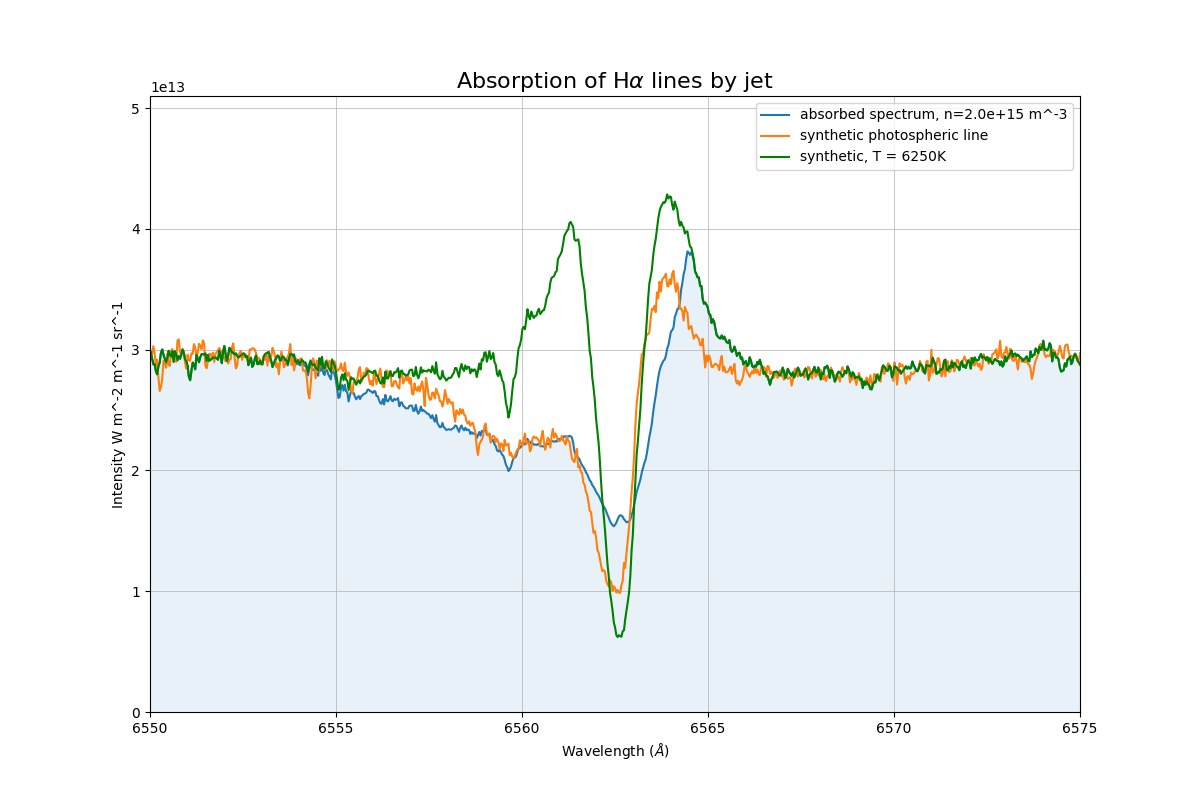 Absorption of Hα lines by jet
1e13
absorbed spectrum, n=2.0e+15 m^-3
synthetic photospheric line
synthetic, T = 6250K
Intensity W m^-2 m^-1 sr^-1
5
4
3
2
1
0
6550
6555
6560
6565
6570
6575
Wavelength (Å)